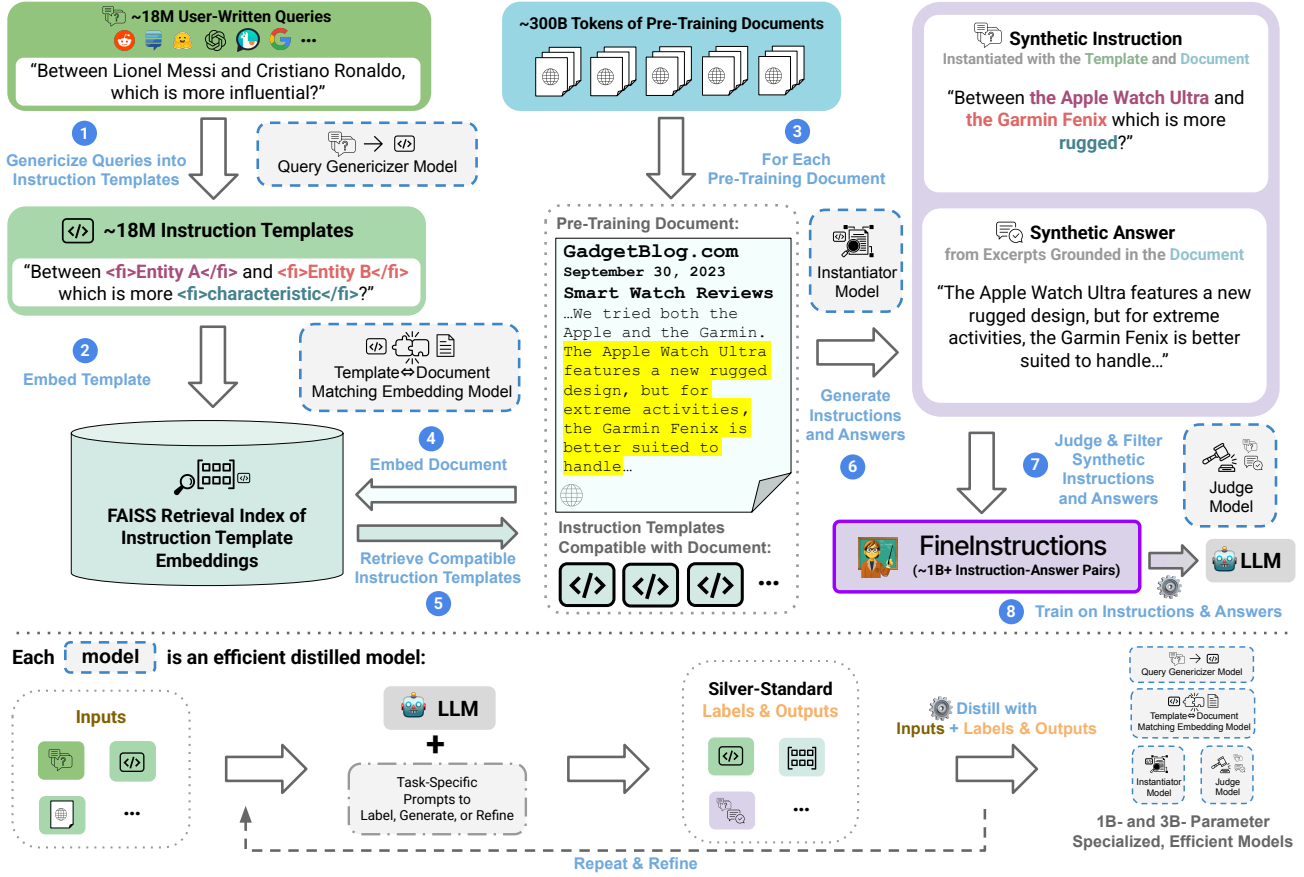 ~18M User-Written Queries
“Between Lionel Messi and Cristiano Ronaldo,
which is more influential?”
1
Genericize Queries into
Instruction Templates
Query Genericizer Model
</> ~18M Instruction Templates
“Between <fi>Entity A</fi> and <fi>Entity B</fi>
which is more <fi>characteristic</fi>?”
2
Embed Template
Template⇔Document
Matching Embedding Model
FAISS Retrieval Index of
Instruction Template
Embeddings
~300B Tokens of Pre-Training Documents
3
For Each
Pre-Training Document
4
Embed Document
Retrieve Compatible
Instruction Templates
5
Pre-Training Document:
GadgetBlog.com
September 30, 2023
Smart Watch Reviews
…We tried both the
Apple and the Garmin.
The Apple Watch Ultra
features a new rugged
design, but for
extreme activities,
the Garmin Fenix is
better suited to
handle…
Instruction Templates
Compatible with Document:
</> </> </> ...
Instantiator
Model
Generate
Instructions
and Answers
6
Synthetic Instruction
Instantiated with the Template and Document
“Between the Apple Watch Ultra and
the Garmin Fenix which is more
rugged?”
Synthetic Answer
from Excerpts Grounded in the Document
“The Apple Watch Ultra features a new
rugged design, but for extreme
activities, the Garmin Fenix is better
suited to handle…”
7
Judge & Filter
Synthetic
Instructions
and Answers
Judge
Model
FineInstructions
(~1B+ Instruction-Answer Pairs)
LLM
8 Train on Instructions & Answers
Each model is an efficient distilled model:
Inputs
</>
...
LLM
+
Task-Specific
Prompts to
Label, Generate, or Refine
Silver-Standard
Labels & Outputs
</>
...
Distill with
Inputs + Labels & Outputs
Repeat & Refine
Query Genericizer Model
Template⇔Document
Matching Embedding Model
Instantiator
Model
Judge
Model
1B- and 3B- Parameter
Specialized, Efficient Models